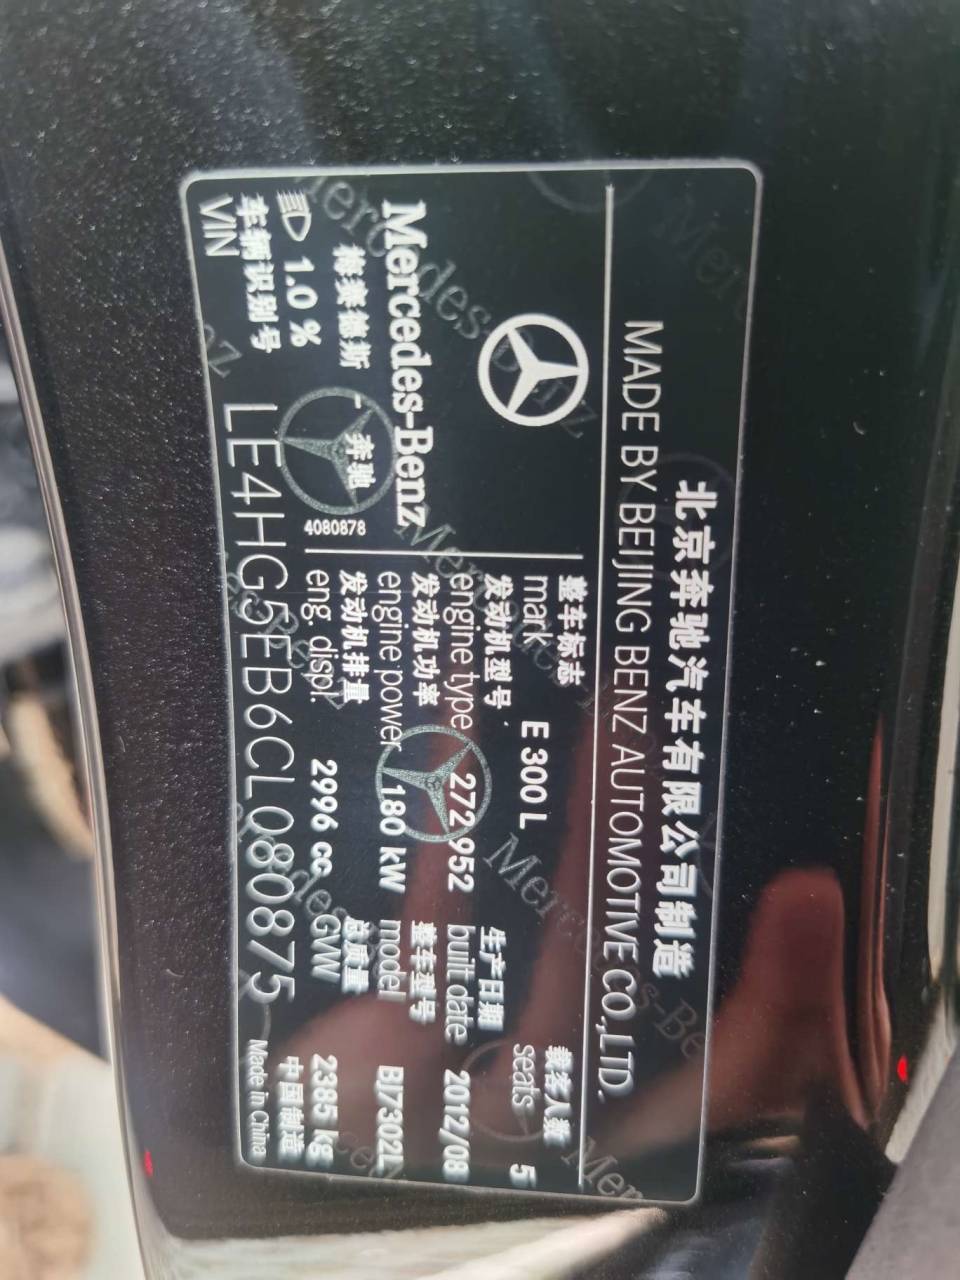 北京奔驰汽车有限公司制造
MADE BY BEIJING BENZ AUTOMOTIVE CO.,LTD.
Mercedes-Benz
梅赛德斯-奔驰
1.0 %
4080878
整车标志
mark E 300 L
载客人数
seats 5
发动机型号
engine type 272 952
生产日期
built date 2012/08
发动机功率
engine power 180 kW
整车型号
model BJ7302L
发动机排量
eng. displ. 2996 cc
总质量
GVW 2385 kg
车辆识别号
VIN LE4HG5EB6CL080875
中国制造
Made in China